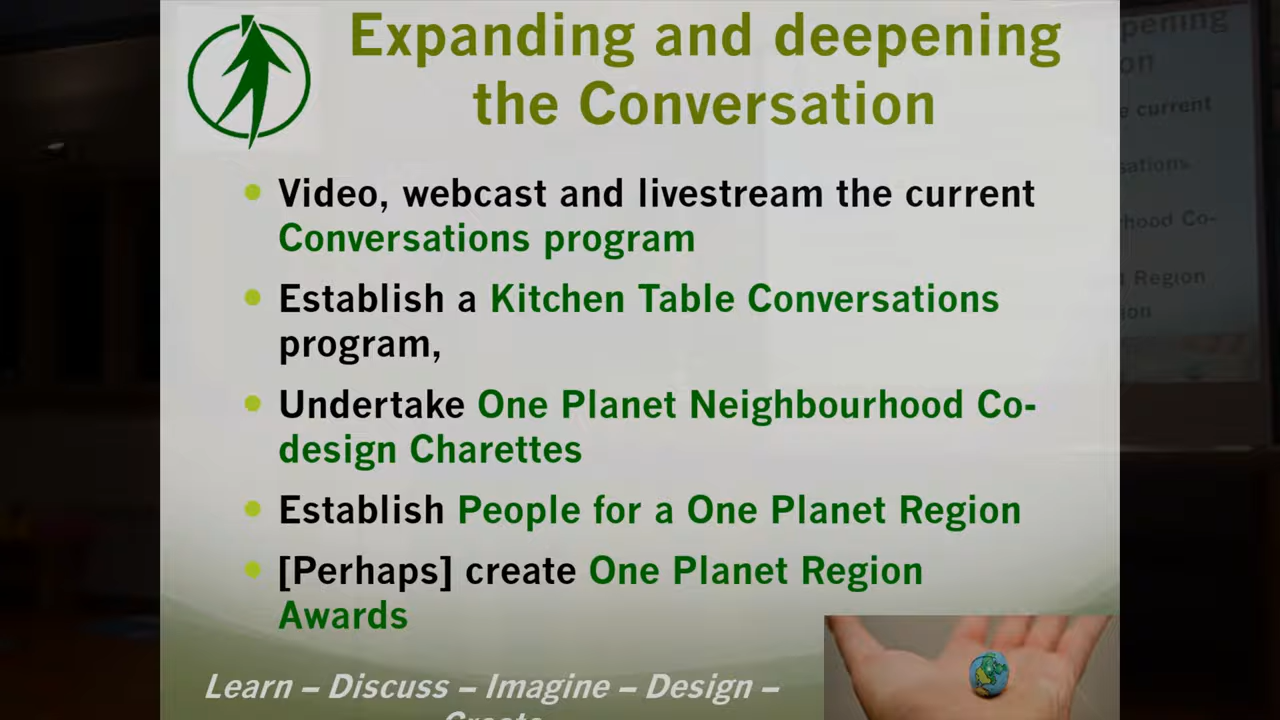 Expanding and deepening
the Conversation
Video, webcast and livestream the current
Conversations program
Establish a Kitchen Table Conversations
program,
Undertake One Planet Neighbourhood Co-
design Charettes
Establish People for a One Planet Region
[Perhaps] create One Planet Region
Awards
Learn – Discuss – Imagine – Design –